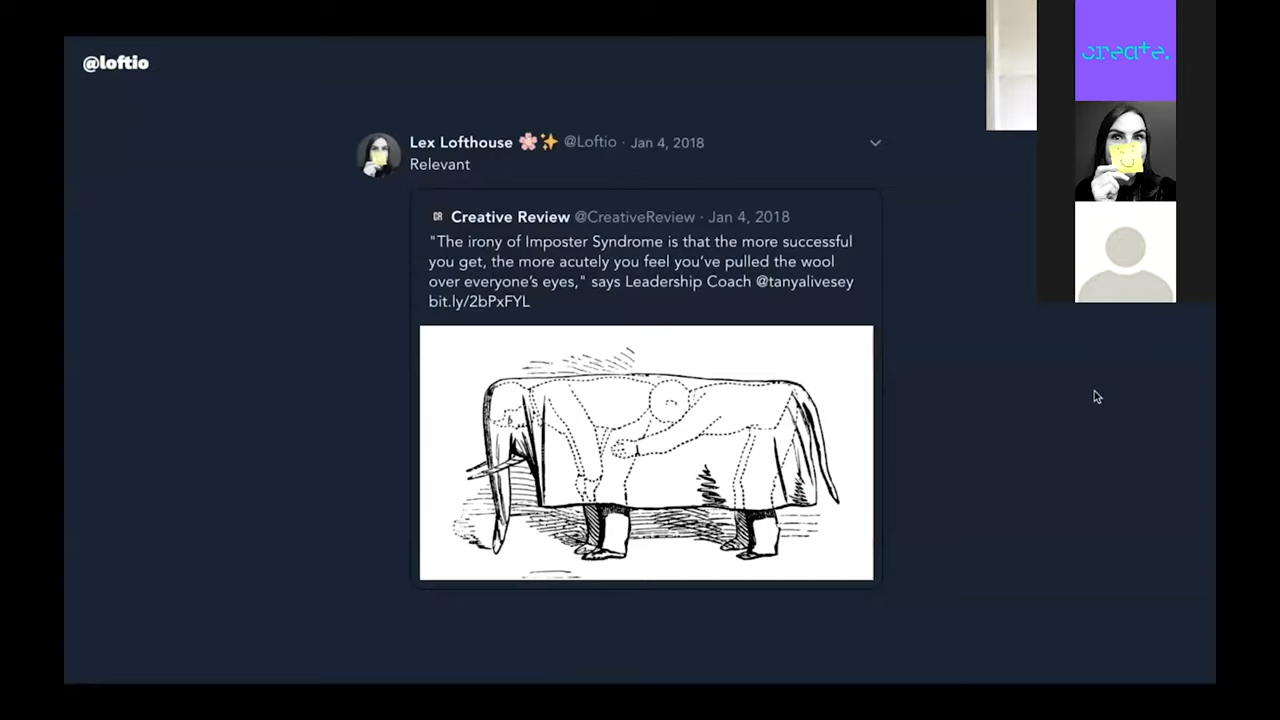 @loftio
create.
Lex Lofthouse 🌸✨ @Loftio · Jan 4, 2018
Relevant
CR Creative Review @CreativeReview · Jan 4, 2018
"The irony of Imposter Syndrome is that the more successful
you get, the more acutely you feel you’ve pulled the wool
over everyone’s eyes," says Leadership Coach @tanyalivesey
bit.ly/2bPxFYL